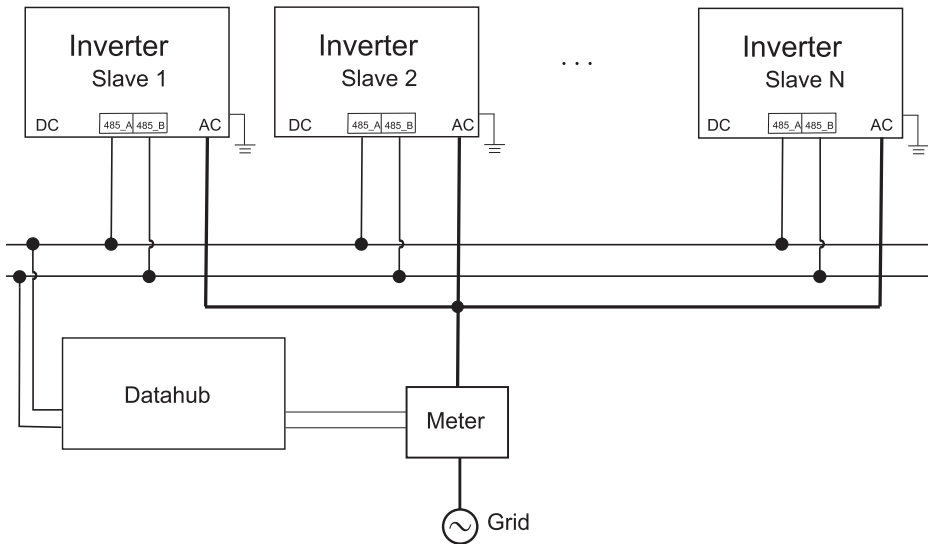 Inverter
Slave 1
DC
485_A
485_B
AC
Inverter
Slave 2
DC
485_A
485_B
AC
. . .
Inverter
Slave N
DC
485_A
485_B
AC
Datahub
Meter
Grid